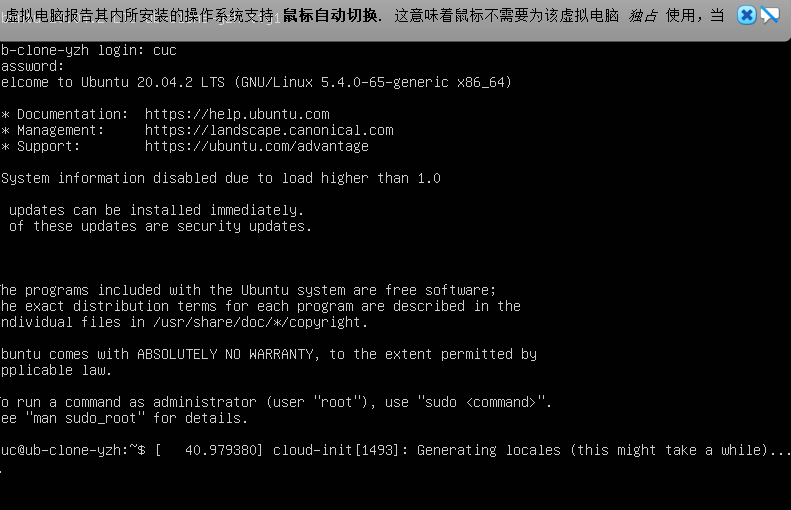 虚拟电脑报告其内所安装的操作系统支持 鼠标自动切换. 这意味着鼠标不需要为该虚拟电脑 独占 使用，当
b-clone-yzh login: cuc
assword:
elcome to Ubuntu 20.04.2 LTS (GNU/Linux 5.4.0-65-generic x86_64)
* Documentation: https://help.ubuntu.com
* Management: https://landscape.canonical.com
* Support: https://ubuntu.com/advantage
System information disabled due to load higher than 1.0
updates can be installed immediately.
of these updates are security updates.
he programs included with the Ubuntu system are free software;
he exact distribution terms for each program are described in the
ndividual files in /usr/share/doc/*/copyright.
buntu comes with ABSOLUTELY NO WARRANTY, to the extent permitted by
pplicable law.
o run a command as administrator (user "root"), use "sudo <command>".
ee "man sudo_root" for details.
uc@ub-clone-yzh:~$ [   40.979380] cloud-init[1493]: Generating locales (this might take a while)...